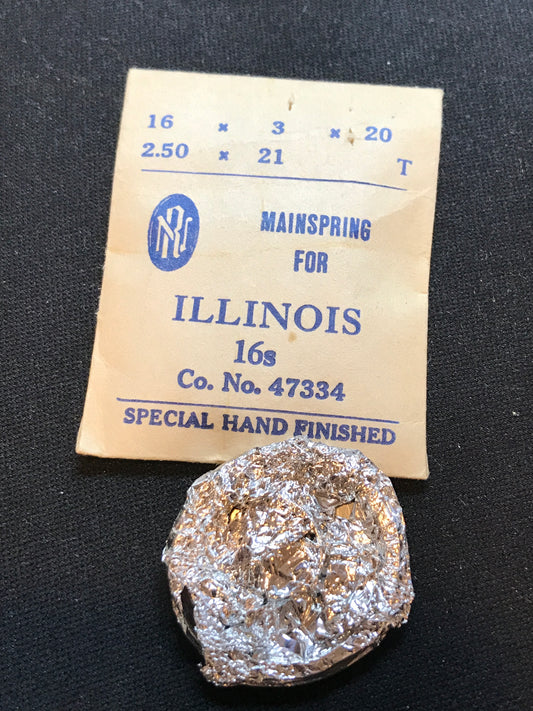 16 × 3 × 20
2.50 × 21 T
MAINSPRING
FOR
ILLINOIS
16s
Co. No. 47334
SPECIAL HAND FINISHED